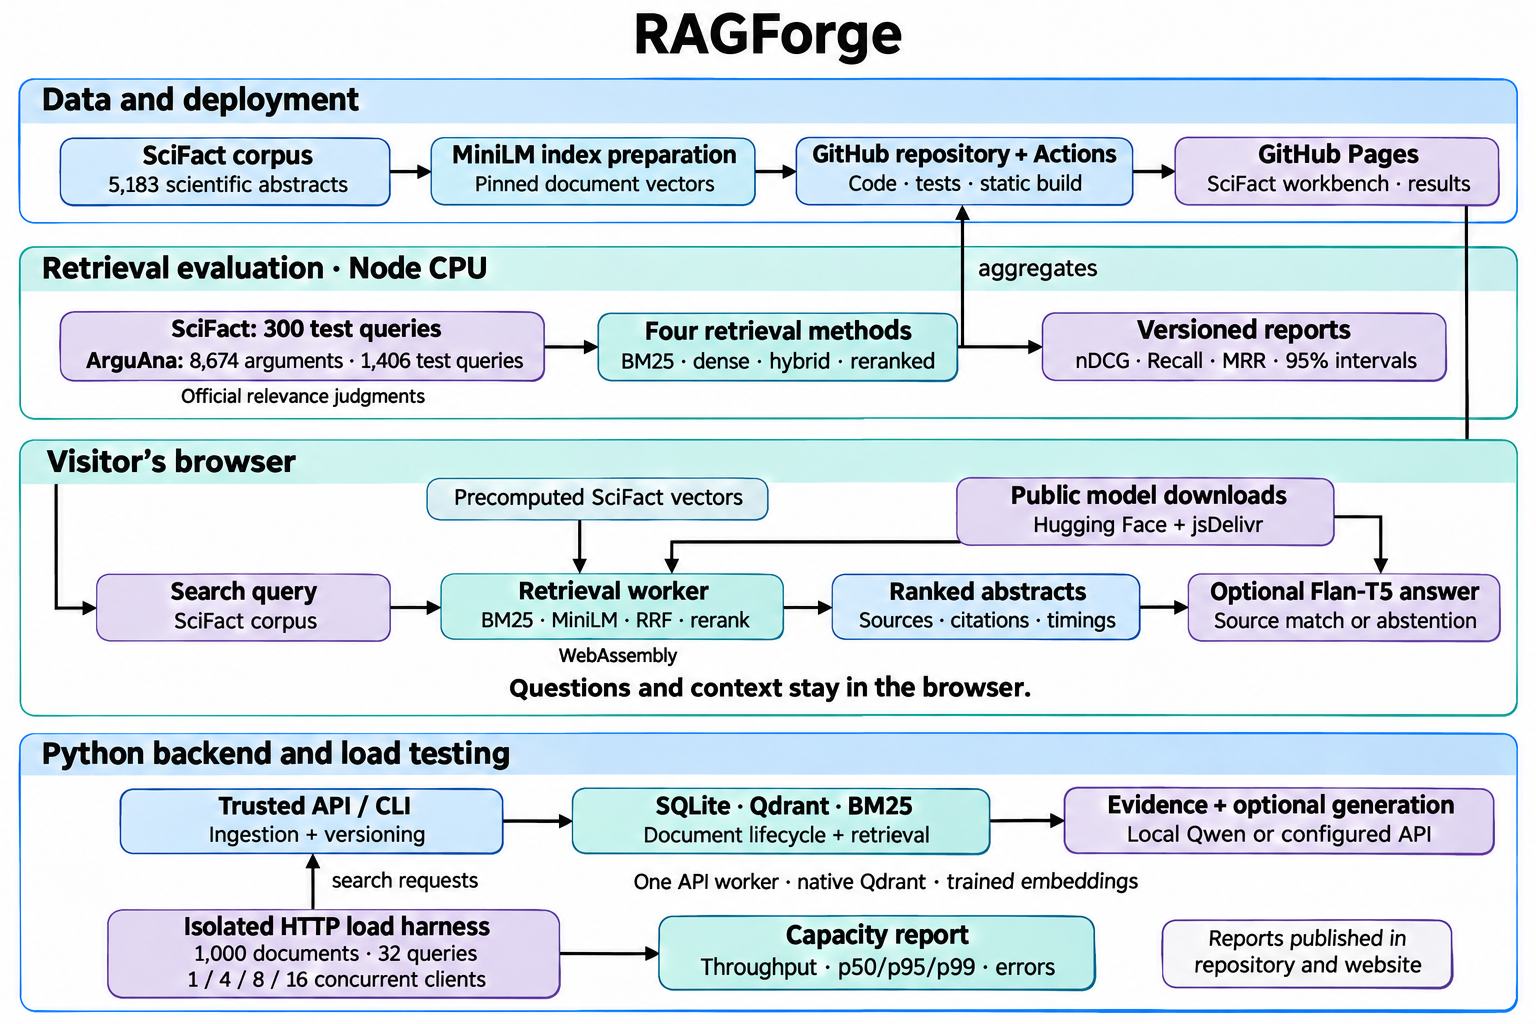 RAGForge
Data and deployment
SciFact corpus
5,183 scientific abstracts
MiniLM index preparation
Pinned document vectors
GitHub repository + Actions
Code · tests · static build
GitHub Pages
SciFact workbench · results
Retrieval evaluation · Node CPU
aggregates
SciFact: 300 test queries
ArguAna: 8,674 arguments · 1,406 test queries
Official relevance judgments
Four retrieval methods
BM25 · dense · hybrid · reranked
Versioned reports
nDCG · Recall · MRR · 95% intervals
Visitor's browser
Precomputed SciFact vectors
Public model downloads
Hugging Face + jsDelivr
Search query
SciFact corpus
Retrieval worker
BM25 · MiniLM · RRF · rerank
WebAssembly
Ranked abstracts
Sources · citations · timings
Optional Flan-T5 answer
Source match or abstention
Questions and context stay in the browser.
Python backend and load testing
Trusted API / CLI
Ingestion + versioning
SQLite · Qdrant · BM25
Document lifecycle + retrieval
Evidence + optional generation
Local Qwen or configured API
search requests
One API worker · native Qdrant · trained embeddings
Isolated HTTP load harness
1,000 documents · 32 queries
1 / 4 / 8 / 16 concurrent clients
Capacity report
Throughput · p50/p95/p99 · errors
Reports published in
repository and website